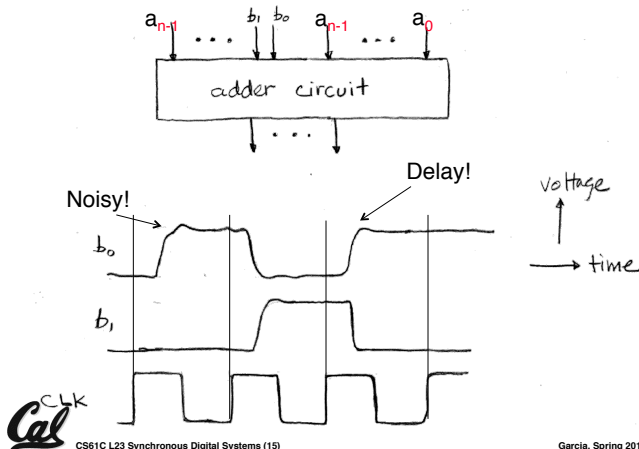 aₙ₋₁ ... b₁ b₀ aₙ₋₁ ... a₀
adder circuit
...
Noisy!
Delay!
voltage
time
b₀
b₁
CLK
Cal
CS61C L23 Synchronous Digital Systems (15)
Garcia, Spring 201